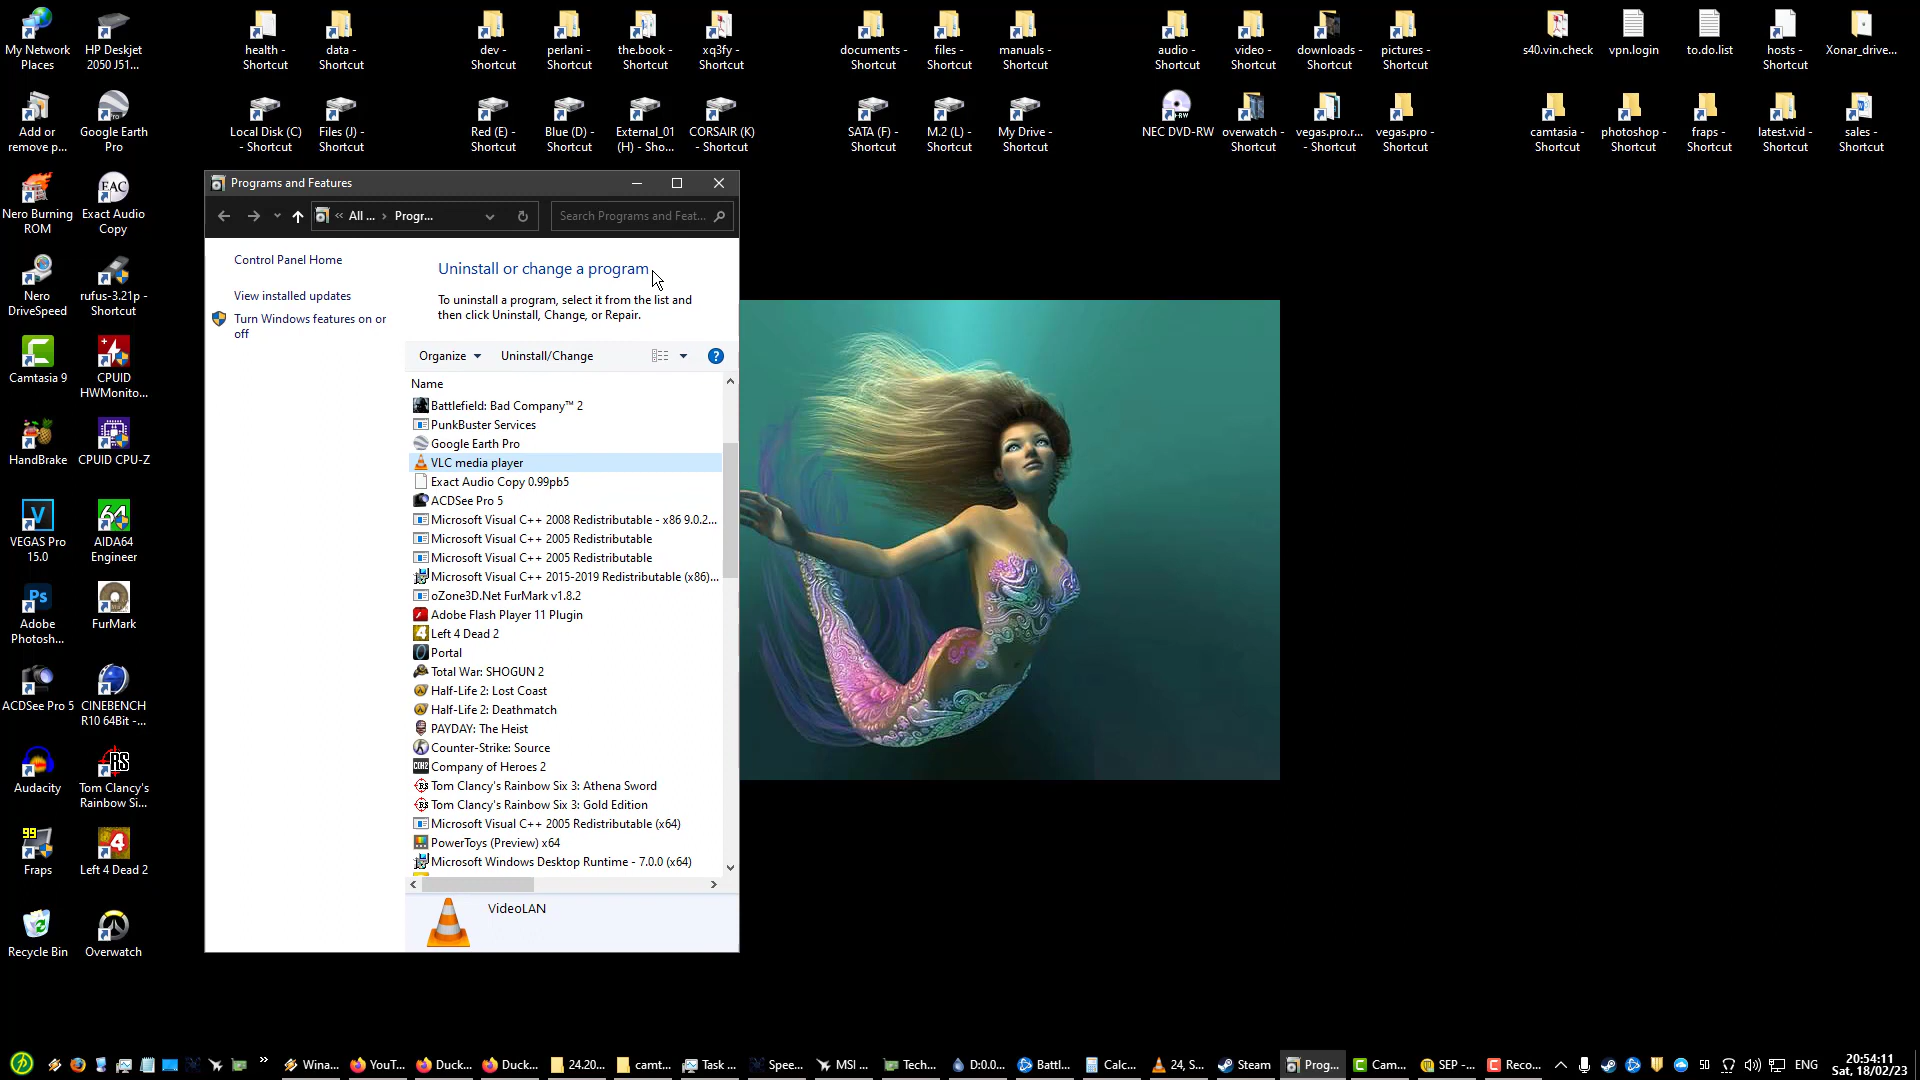 My Network
Places
HP Deskjet
2050 J51...
health -
Shortcut
data -
Shortcut
dev -
Shortcut
perlani -
Shortcut
the.book -
Shortcut
xq3fy -
Shortcut
documents -
Shortcut
files -
Shortcut
manuals -
Shortcut
audio -
Shortcut
video -
Shortcut
downloads -
Shortcut
pictures -
Shortcut
s40.vin.check
vpn.login
to.do.list
hosts -
Shortcut
Xonar_drive...
Add or
remove p...
Google Earth
Pro
Local Disk (C)
- Shortcut
Files (J) -
Shortcut
Red (E) -
Shortcut
Blue (D) -
Shortcut
External_01
(H) - Sho...
CORSAIR (K)
- Shortcut
SATA (F) -
Shortcut
M.2 (L) -
Shortcut
My Drive -
Shortcut
NEC DVD-RW
overwatch -
Shortcut
vegas.pro.r...
- Shortcut
vegas.pro -
Shortcut
camtasia -
Shortcut
photoshop -
Shortcut
fraps -
Shortcut
latest.vid -
Shortcut
sales -
Shortcut
Nero Burning
ROM
Exact Audio
Copy
Nero
DriveSpeed
rufus-3.21p -
Shortcut
Camtasia 9
CPUID
HWMonito...
HandBrake
CPUID CPU-Z
VEGAS Pro
15.0
AIDA64
Engineer
Adobe
Photosh...
FurMark
ACDSee Pro 5
CINEBENCH
R10 64Bit -...
Audacity
Tom Clancy's
Rainbow Si...
Fraps
Left 4 Dead 2
Recycle Bin
Overwatch
Programs and Features
« All ... › Progr...
Search Programs and Feat...
Control Panel Home
View installed updates
Turn Windows features on or
off
Uninstall or change a program
To uninstall a program, select it from the list and
then click Uninstall, Change, or Repair.
Organize Uninstall/Change
Name
Battlefield: Bad Company™ 2
PunkBuster Services
Google Earth Pro
VLC media player
Exact Audio Copy 0.99pb5
ACDSee Pro 5
Microsoft Visual C++ 2008 Redistributable - x86 9.0.2...
Microsoft Visual C++ 2005 Redistributable
Microsoft Visual C++ 2005 Redistributable
Microsoft Visual C++ 2015-2019 Redistributable (x86)...
oZone3D.Net FurMark v1.8.2
Adobe Flash Player 11 Plugin
Left 4 Dead 2
Portal
Total War: SHOGUN 2
Half-Life 2: Lost Coast
Half-Life 2: Deathmatch
PAYDAY: The Heist
Counter-Strike: Source
Company of Heroes 2
Tom Clancy's Rainbow Six 3: Athena Sword
Tom Clancy's Rainbow Six 3: Gold Edition
Microsoft Visual C++ 2005 Redistributable (x64)
PowerToys (Preview) x64
Microsoft Windows Desktop Runtime - 7.0.0 (x64)
VideoLAN
Wina... YouT... Duck... Duck... 24.20... camt... Task ... Spee... MSI ... Tech... D:0.0... Battl... Calc... 24, S... Steam Prog... Cam... SEP -... Reco... 50 ENG
20:54:11
Sat, 18/02/23